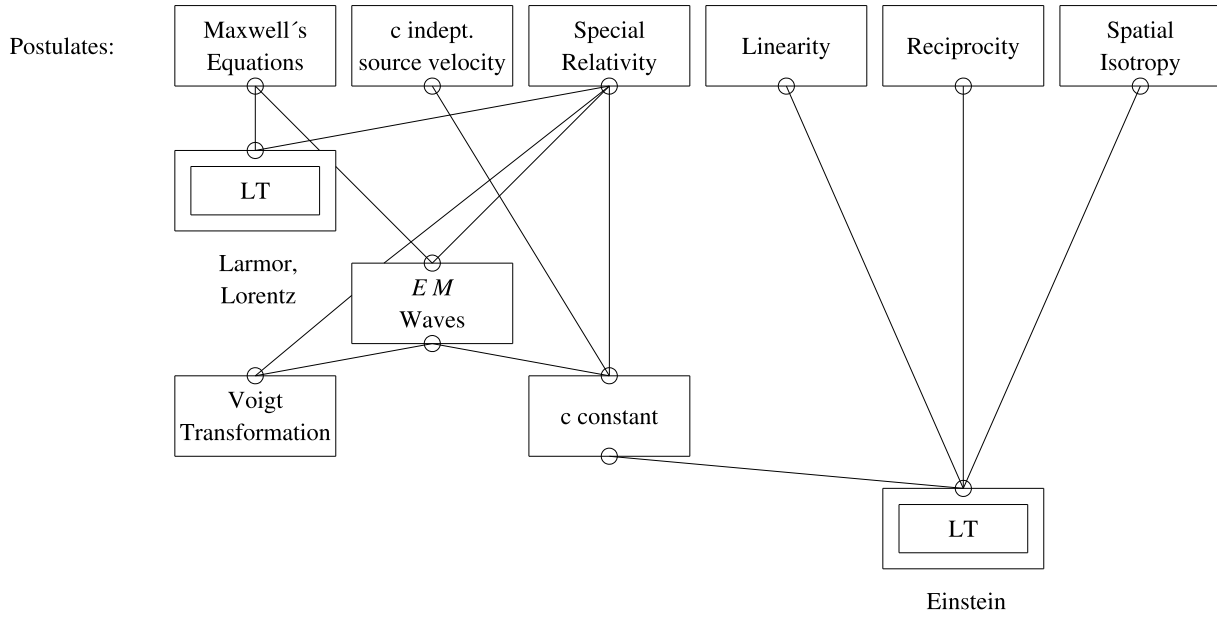 Postulates:
Maxwell´s
Equations
c indept.
source velocity
Special
Relativity
Linearity
Reciprocity
Spatial
Isotropy
LT
Larmor,
Lorentz
E M
Waves
Voigt
Transformation
c constant
LT
Einstein